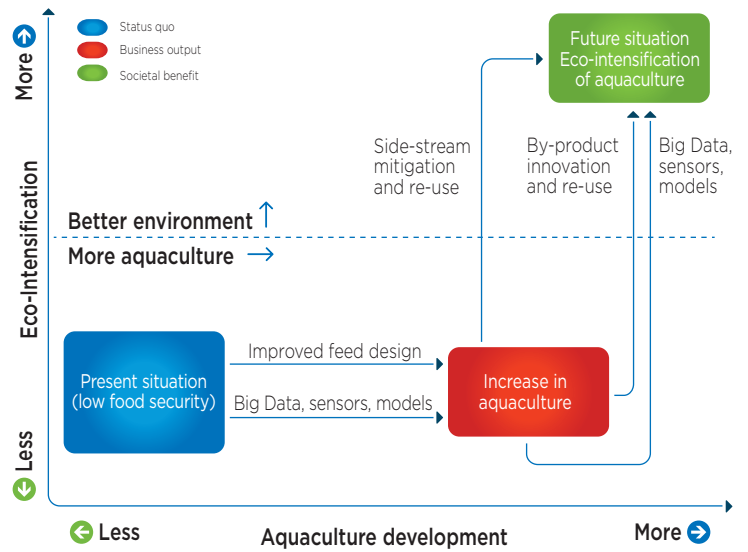 More
Eco-Intensification
Less
Status quo
Business output
Societal benefit
Future situation
Eco-intensification
of aquaculture
Side-stream
mitigation
and re-use
By-product
innovation
and re-use
Big Data,
sensors,
models
Better environment
More aquaculture
Present situation
(low food security)
Improved feed design
Big Data, sensors, models
Increase in
aquaculture
Less
Aquaculture development
More